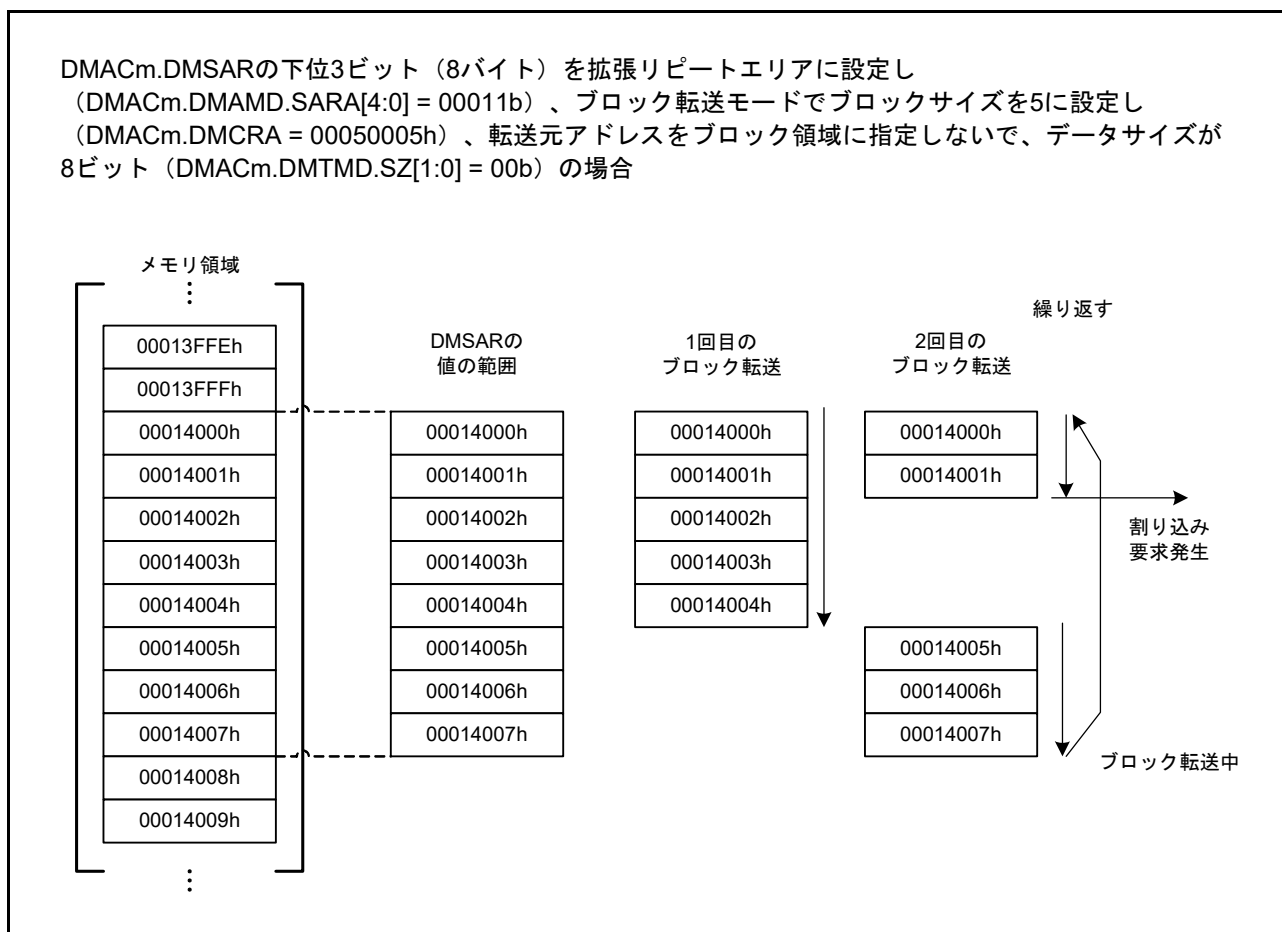 DMACm.DMSARの下位3ビット（8バイト）を拡張リピートエリアに設定し
（DMACm.DMAMD.SARA[4:0] = 00011b）、ブロック転送モードでブロックサイズを5に設定し
（DMACm.DMCRA = 00050005h）、転送元アドレスをブロック領域に指定しないで、データサイズが
8ビット（DMACm.DMTMD.SZ[1:0] = 00b）の場合
メモリ領域
⋮
00013FFEh
00013FFFh
00014000h
00014001h
00014002h
00014003h
00014004h
00014005h
00014006h
00014007h
00014008h
00014009h
⋮
DMSARの
値の範囲
00014000h
00014001h
00014002h
00014003h
00014004h
00014005h
00014006h
00014007h
1回目の
ブロック転送
00014000h
00014001h
00014002h
00014003h
00014004h
2回目の
ブロック転送
00014000h
00014001h
00014005h
00014006h
00014007h
繰り返す
割り込み
要求発生
ブロック転送中